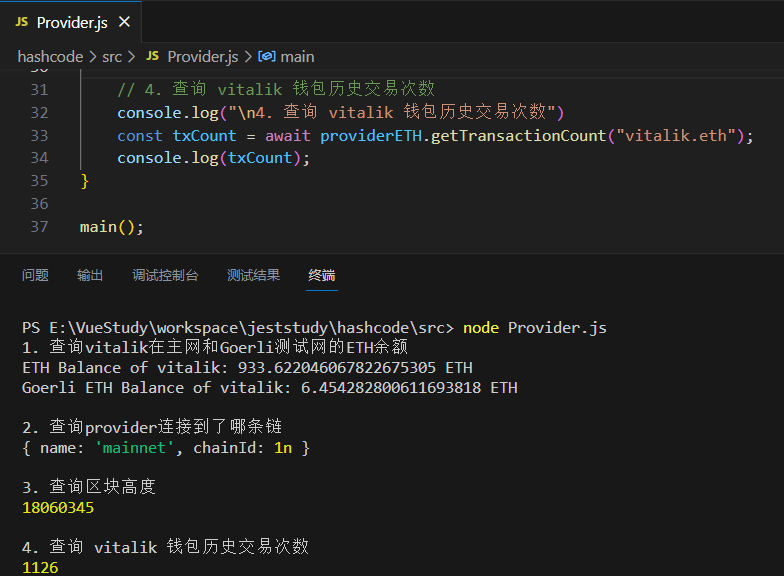 JS Provider.js ×
hashcode > src > JS Provider.js > main
30
31 // 4. 查询 vitalik 钱包历史交易次数
32 console.log("\n4. 查询 vitalik 钱包历史交易次数")
33 const txCount = await providerETH.getTransactionCount("vitalik.eth");
34 console.log(txCount);
35 }
36
37 main();
问题 输出 调试控制台 测试结果 终端
PS E:\VueStudy\workspace\jeststudy\hashcode\src> node Provider.js
1. 查询vitalik在主网和Goerli测试网的ETH余额
ETH Balance of vitalik: 933.622046067822675305 ETH
Goerli ETH Balance of vitalik: 6.454282800611693818 ETH
2. 查询provider连接到了哪条链
{ name: 'mainnet', chainId: 1n }
3. 查询区块高度
18060345
4. 查询 vitalik 钱包历史交易次数
1126